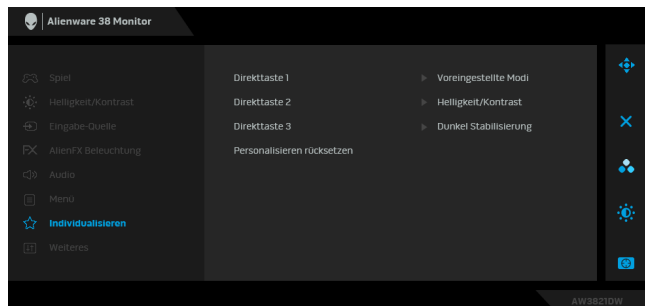 Alienware 38 Monitor
Spiel
Helligkeit/Kontrast
Eingabe-Quelle
AlienFX Beleuchtung
Audio
Menü
Individualisieren
Weiteres
Direkttaste 1 Voreingestellte Modi
Direkttaste 2 Helligkeit/Kontrast
Direkttaste 3 Dunkel Stabilisierung
Personalisieren rücksetzen
AW3821DW